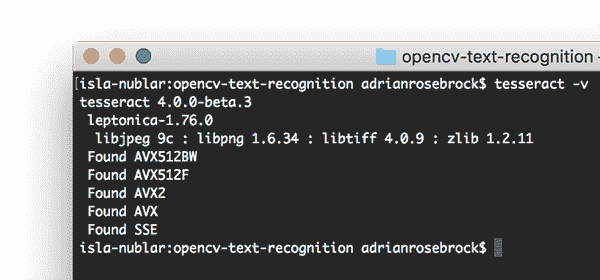 opencv-text-recognition —
[isla-nublar:opencv-text-recognition adrianrosebrock$ tesseract -v
tesseract 4.0.0-beta.3
leptonica-1.76.0
libjpeg 9c : libpng 1.6.34 : libtiff 4.0.9 : zlib 1.2.11
Found AVX512BW
Found AVX512F
Found AVX2
Found AVX
Found SSE
isla-nublar:opencv-text-recognition adrianrosebrock$